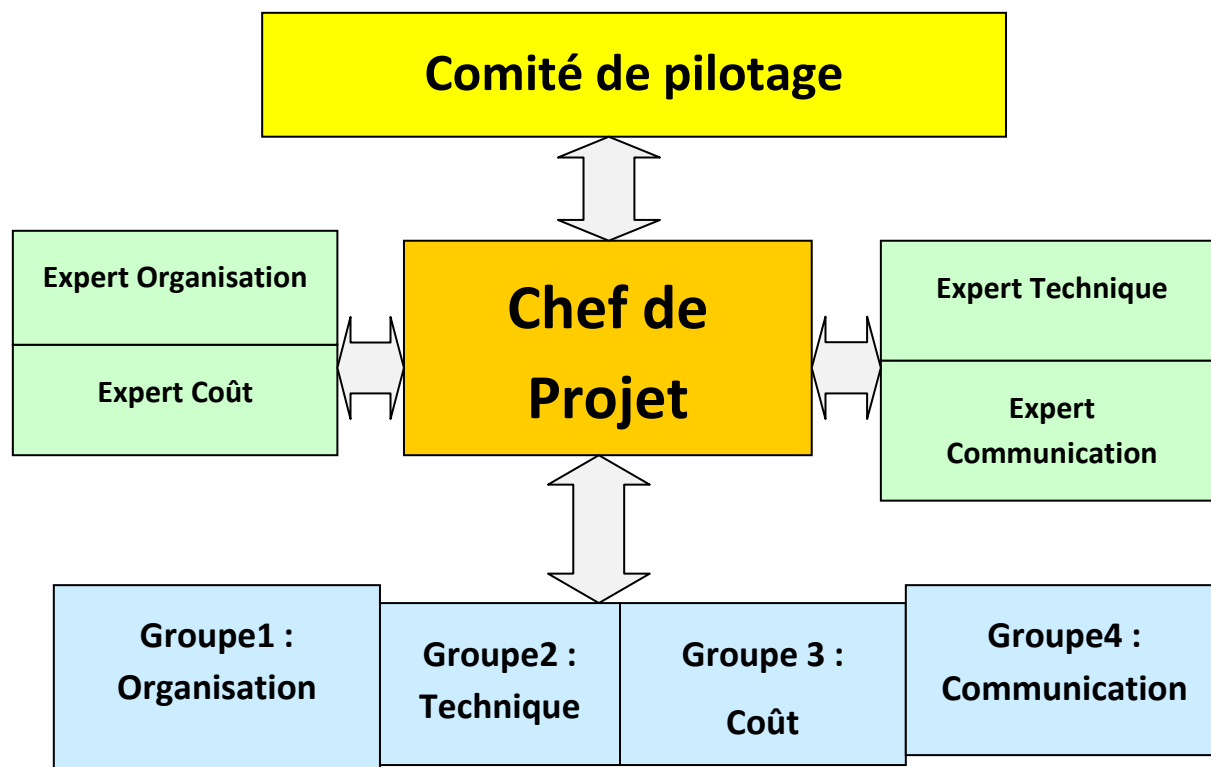 Comité de pilotage
Expert Organisation
Expert Coût
Chef de
Projet
Expert Technique
Expert
Communication
Groupe1 :
Organisation
Groupe2 :
Technique
Groupe 3 :
Coût
Groupe4 :
Communication